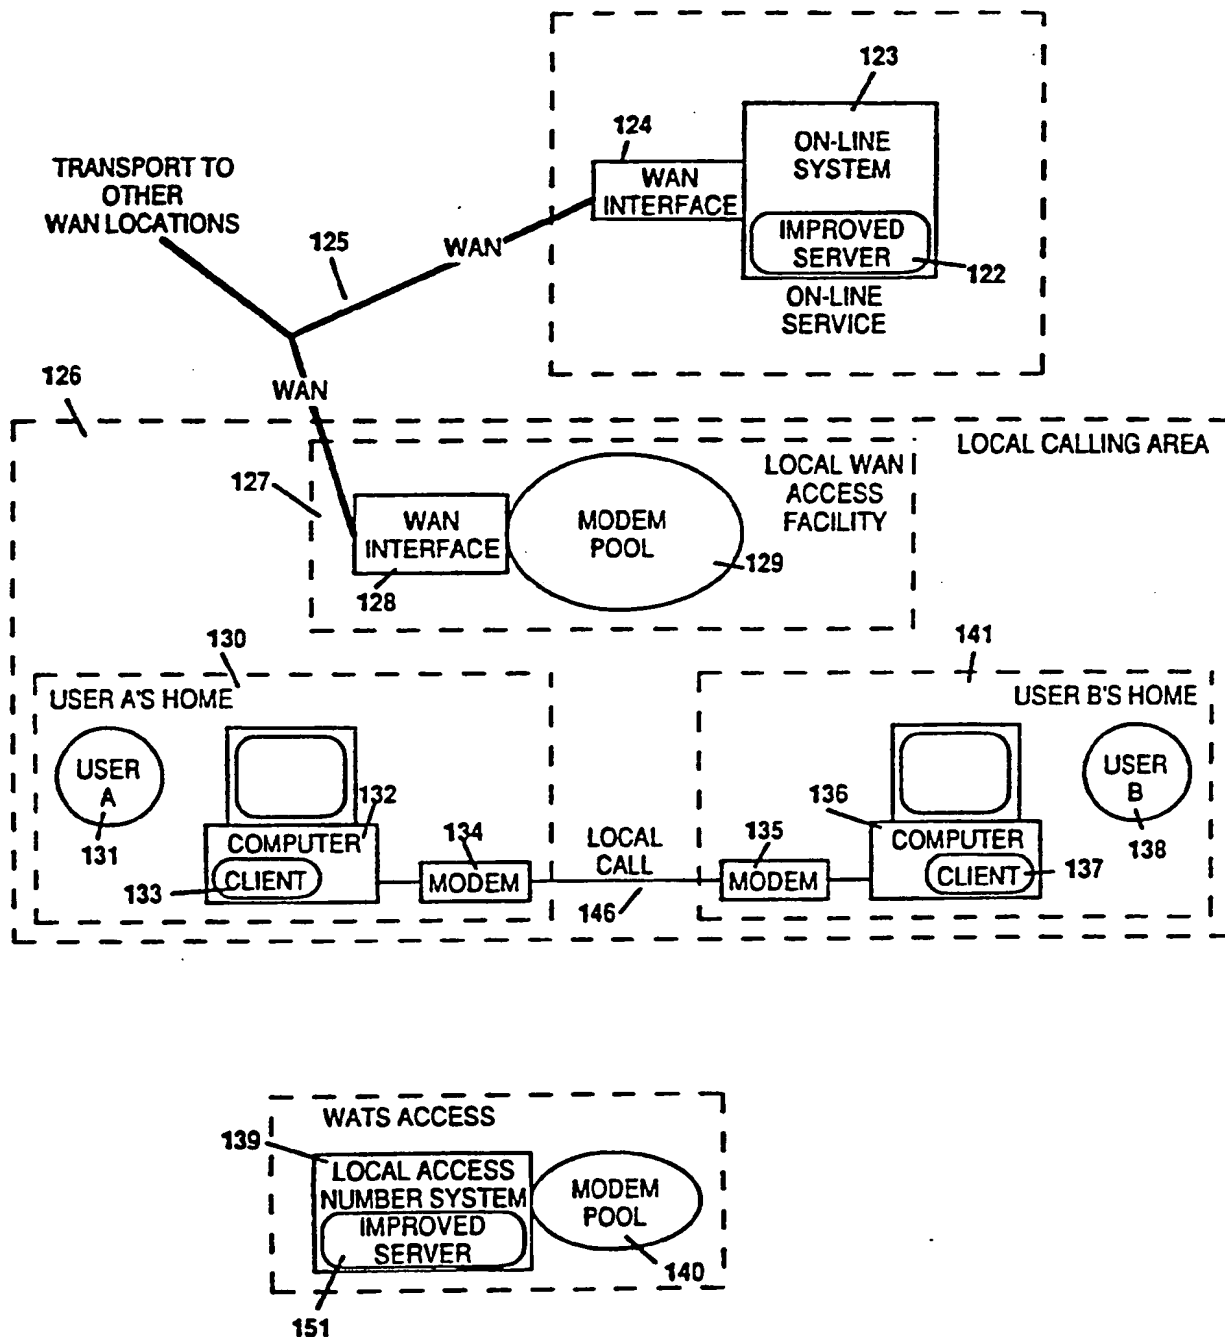 123
124
ON-LINE
SYSTEM
TRANSPORT TO
OTHER
WAN LOCATIONS
WAN
INTERFACE
125
WAN
IMPROVED
SERVER
122
ON-LINE
SERVICE
126
WAN
LOCAL CALLING AREA
127
LOCAL WAN
ACCESS
FACILITY
WAN
INTERFACE
MODEM
POOL
128
129
130
141
USER A'S HOME
USER B'S HOME
USER
A
131
132
COMPUTER
133
CLIENT
134
MODEM
LOCAL
CALL
146
135
MODEM
136
COMPUTER
CLIENT
137
USER
B
138
WATS ACCESS
139
LOCAL ACCESS
NUMBER SYSTEM
IMPROVED
SERVER
MODEM
POOL
140
151